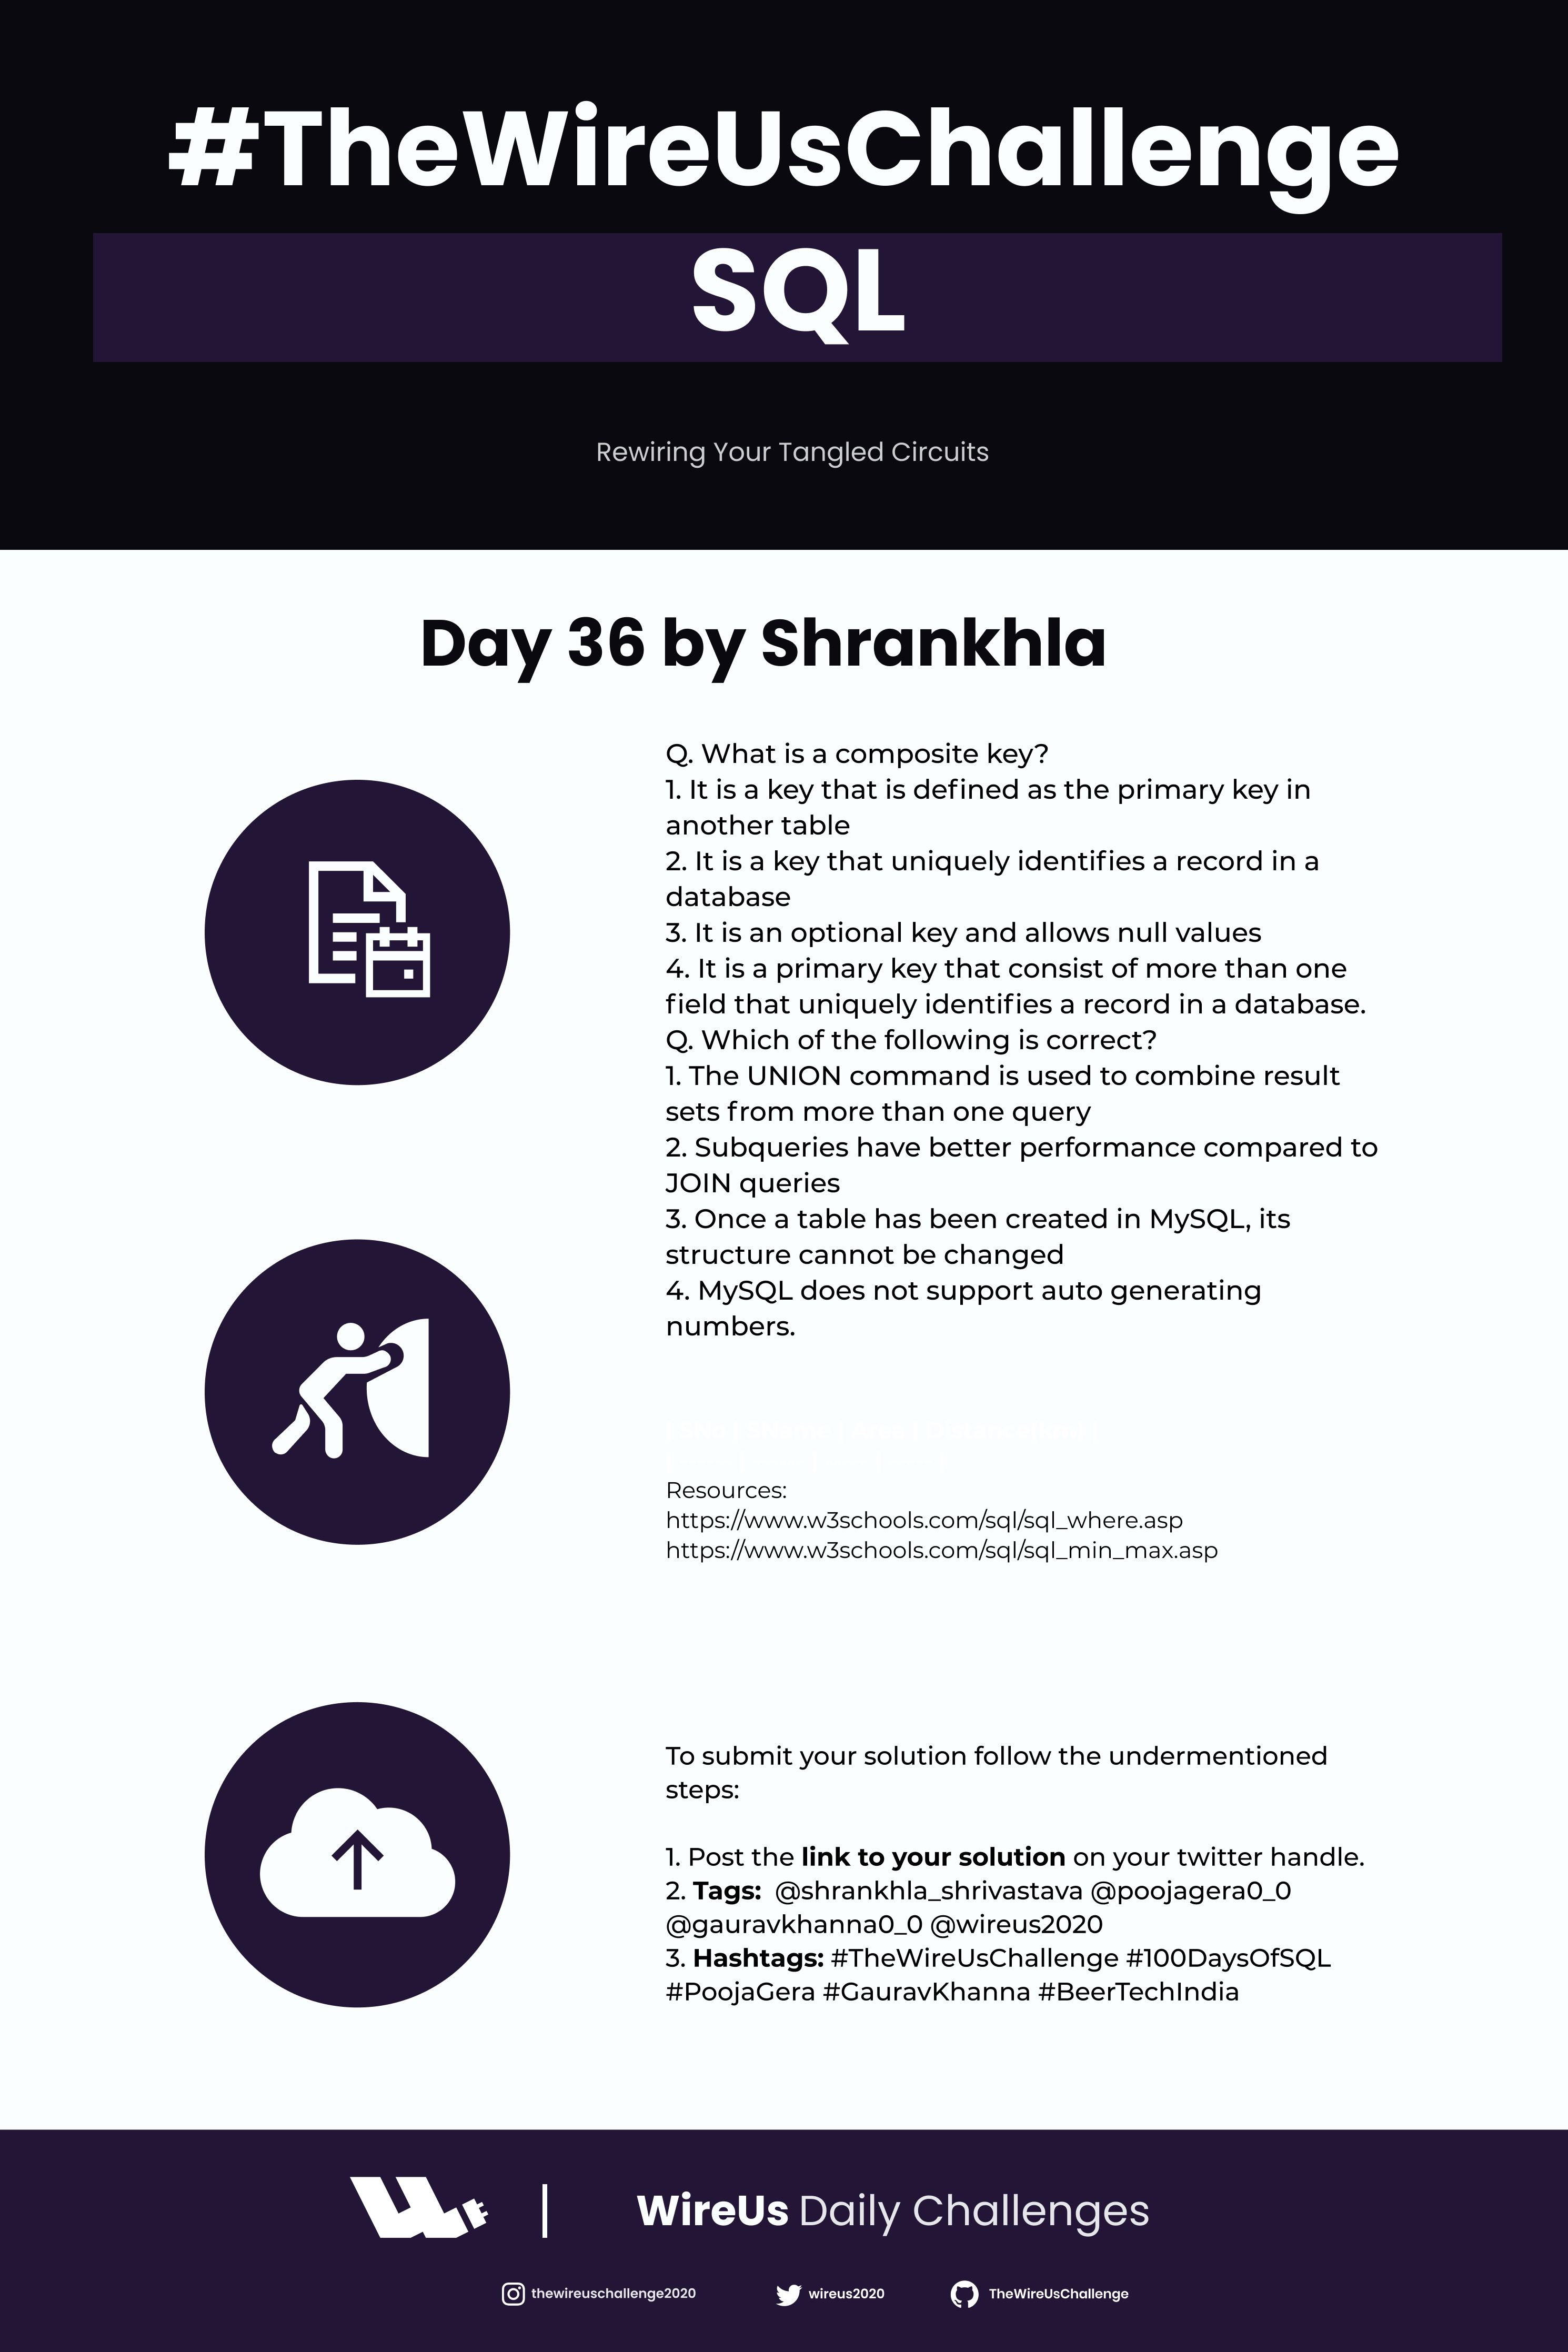 #TheWireUsChallenge
SQL
Rewiring Your Tangled Circuits
Day 36 by Shrankhla
Q. What is a composite key?
1. It is a key that is defined as the primary key in
another table
2. It is a key that uniquely identifies a record in a
database
3. It is an optional key and allows null values
4. It is a primary key that consist of more than one
field that uniquely identifies a record in a database.
Q. Which of the following is correct?
1. The UNION command is used to combine result
sets from more than one query
2. Subqueries have better performance compared to
JOIN queries
3. Once a table has been created in MySQL, its
structure cannot be changed
4. MySQL does not support auto generating
numbers.
Resources:
https://www.w3schools.com/sql/sql_where.asp
https://www.w3schools.com/sql/sql_min_max.asp
To submit your solution follow the undermentioned
steps:
1. Post the link to your solution on your twitter handle.
2. Tags:  @shrankhla_shrivastava @poojagera0_0
@gauravkhanna0_0 @wireus2020
3. Hashtags: #TheWireUsChallenge #100DaysOfSQL
#PoojaGera #GauravKhanna #BeerTechIndia
WireUs Daily Challenges
thewireuschallenge2020
wireus2020
TheWireUsChallenge